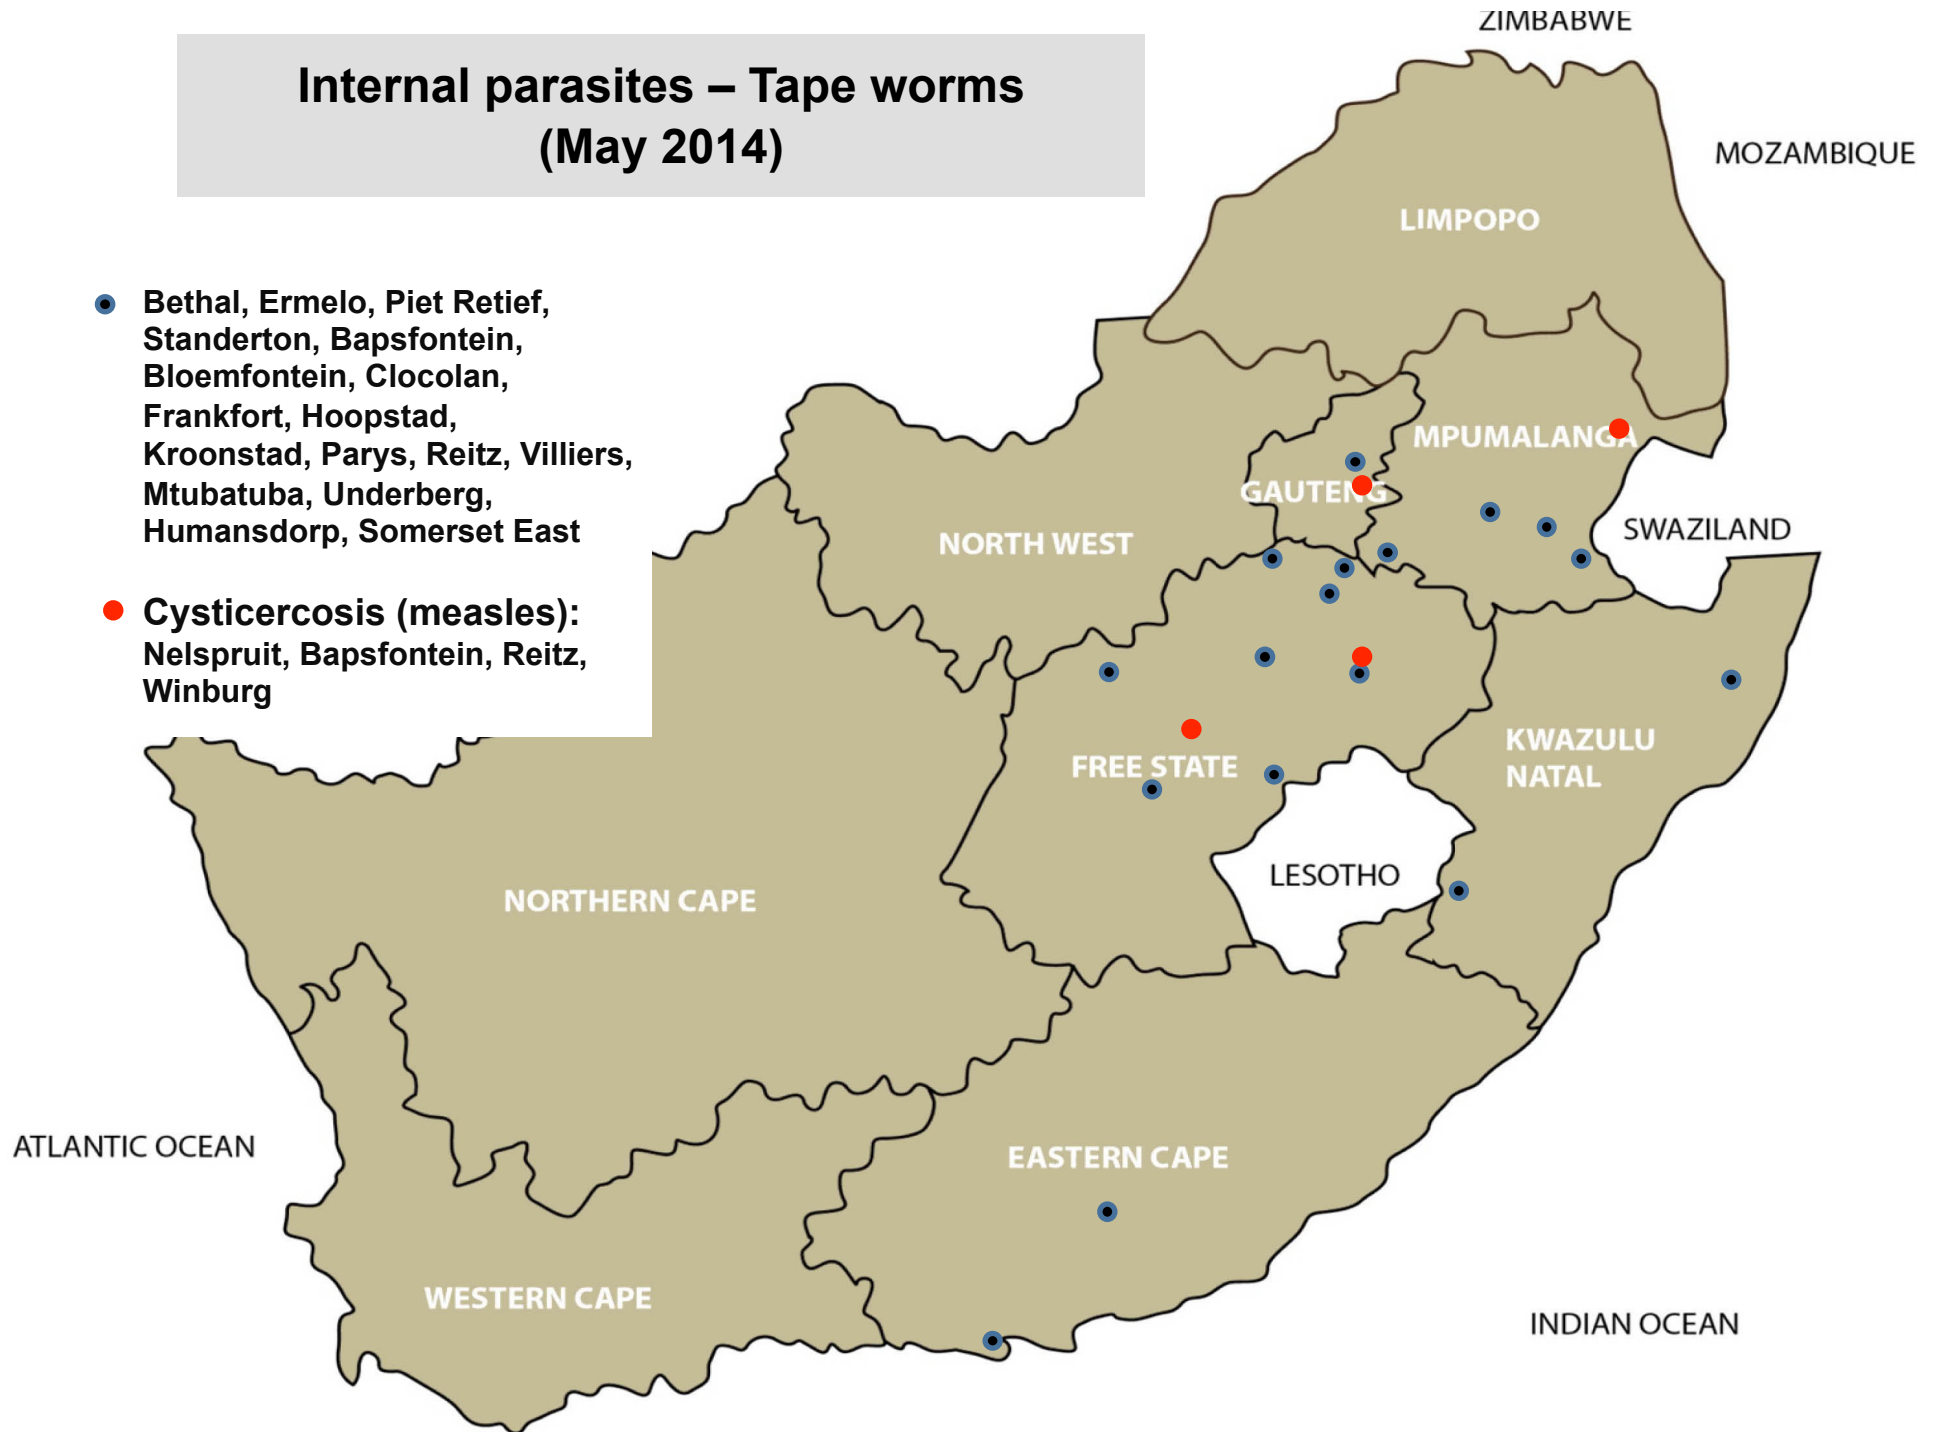 Internal parasites – Tape worms
(May 2014)
Bethal, Ermelo, Piet Retief,
Standerton, Bapsfontein,
Bloemfontein, Clocolan,
Frankfort, Hoopstad,
Kroonstad, Parys, Reitz, Villiers,
Mtubatuba, Underberg,
Humansdorp, Somerset East
Cysticercosis (measles):
Nelspruit, Bapsfontein, Reitz,
Winburg
ZIMBABWE
MOZAMBIQUE
LIMPOPO
MPUMALANGA
GAUTENG
SWAZILAND
NORTH WEST
KWAZULU
NATAL
FREE STATE
LESOTHO
NORTHERN CAPE
ATLANTIC OCEAN
EASTERN CAPE
WESTERN CAPE
INDIAN OCEAN